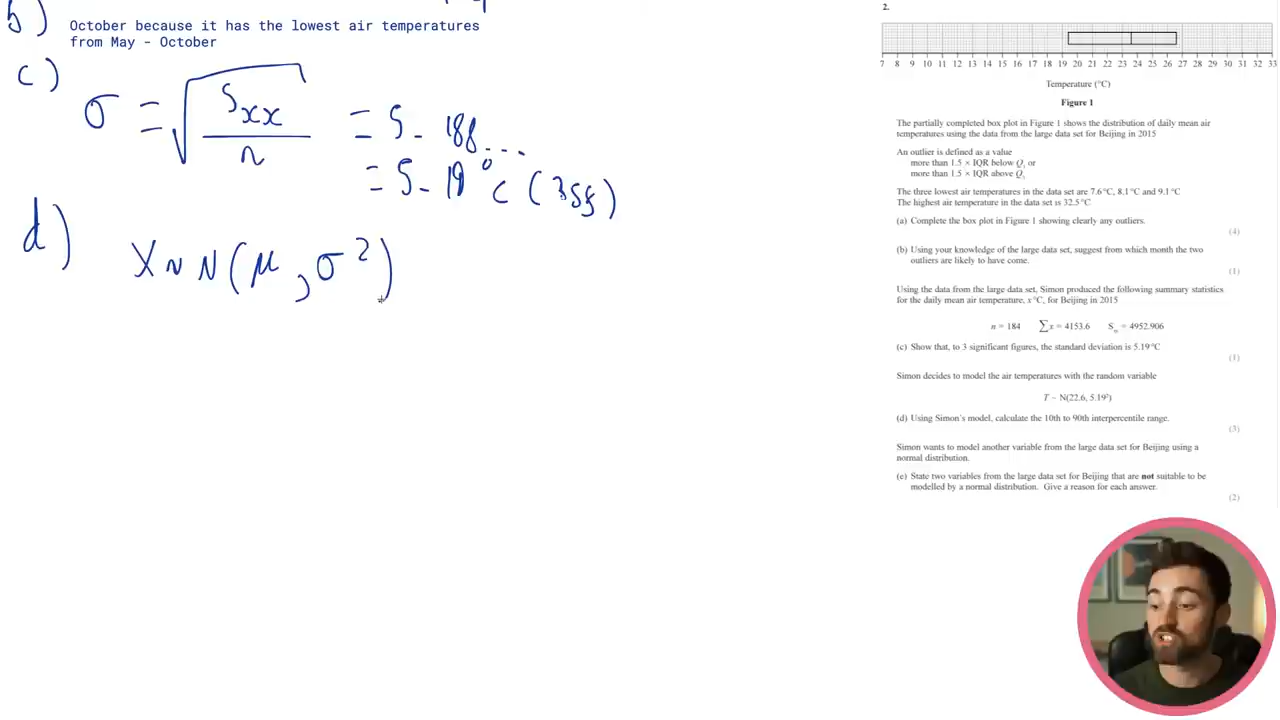 b)
October because it has the lowest air temperatures
from May - October
c)
σ = √(Sxx/n) = 5.188...
= 5.19°C (3sf)
d)
X ~ N(μ, σ²)
2.
7 8 9 10 11 12 13 14 15 16 17 18 19 20 21 22 23 24 25 26 27 28 29 30 31 32 33
Temperature (°C)
Figure 1
The partially completed box plot in Figure 1 shows the distribution of daily mean air
temperatures using the data from the large data set for Beijing in 2015
An outlier is defined as a value
more than 1.5 × IQR below Q1 or
more than 1.5 × IQR above Q3
The three lowest air temperatures in the data set are 7.6 °C, 8.1 °C and 9.1 °C
The highest air temperature in the data set is 32.5 °C
(a) Complete the box plot in Figure 1 showing clearly any outliers.
(4)
(b) Using your knowledge of the large data set, suggest from which month the two
outliers are likely to have come.
(1)
Using the data from the large data set, Simon produced the following summary statistics
for the daily mean air temperature, x °C, for Beijing in 2015
n = 184 ∑x = 4153.6 Sxx = 4952.906
(c) Show that, to 3 significant figures, the standard deviation is 5.19 °C
(1)
Simon decides to model the air temperatures with the random variable
T ~ N(22.6, 5.19²)
(d) Using Simon's model, calculate the 10th to 90th interpercentile range.
(3)
Simon wants to model another variable from the large data set for Beijing using a
normal distribution.
(e) State two variables from the large data set for Beijing that are not suitable to be
modelled by a normal distribution. Give a reason for each answer.
(2)